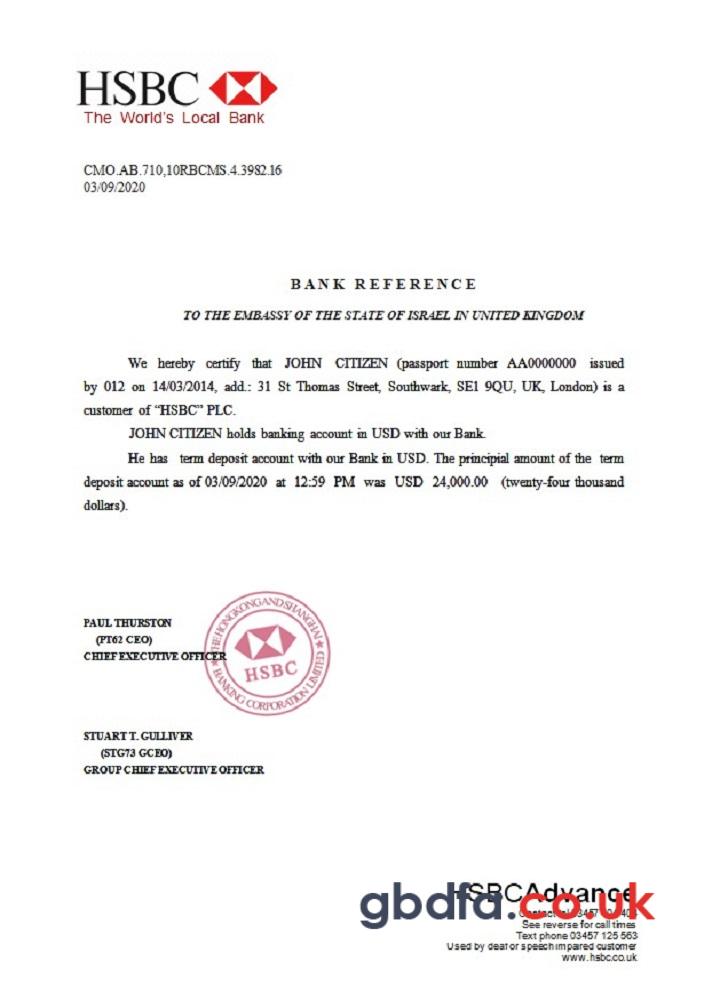 HSBC
The World's Local Bank
CMO.AB.710,10RBCMS.4.3982.16
03/09/2020
BANK REFERENCE
TO THE EMBASSY OF THE STATE OF ISRAEL IN UNITED KINGDOM
We hereby certify that JOHN CITIZEN (passport number AA0000000 issued
by 012 on 14/03/2014, add.: 31 St Thomas Street, Southwark, SE1 9QU, UK, London) is a
customer of “HSBC” PLC.
JOHN CITIZEN holds banking account in USD with our Bank.
He has term deposit account with our Bank in USD. The principial amount of the term
deposit account as of 03/09/2020 at 12:59 PM was USD 24,000.00 (twenty-four thousand
dollars).
PAUL THURSTON
(PT62 CEO)
CHIEF EXECUTIVE OFFICER
THE HONGKONG AND SHANGHAI
HSBC
BANKING CORPORATION LIMITED
STUART T. GULLIVER
(STG73 GCEO)
GROUP CHIEF EXECUTIVE OFFICER
HSBC Advance
gbdfa.co.uk
See reverse for call times
Text phone 03457 125 563
Used by deaf or speech impaired customer
www.hsbc.co.uk